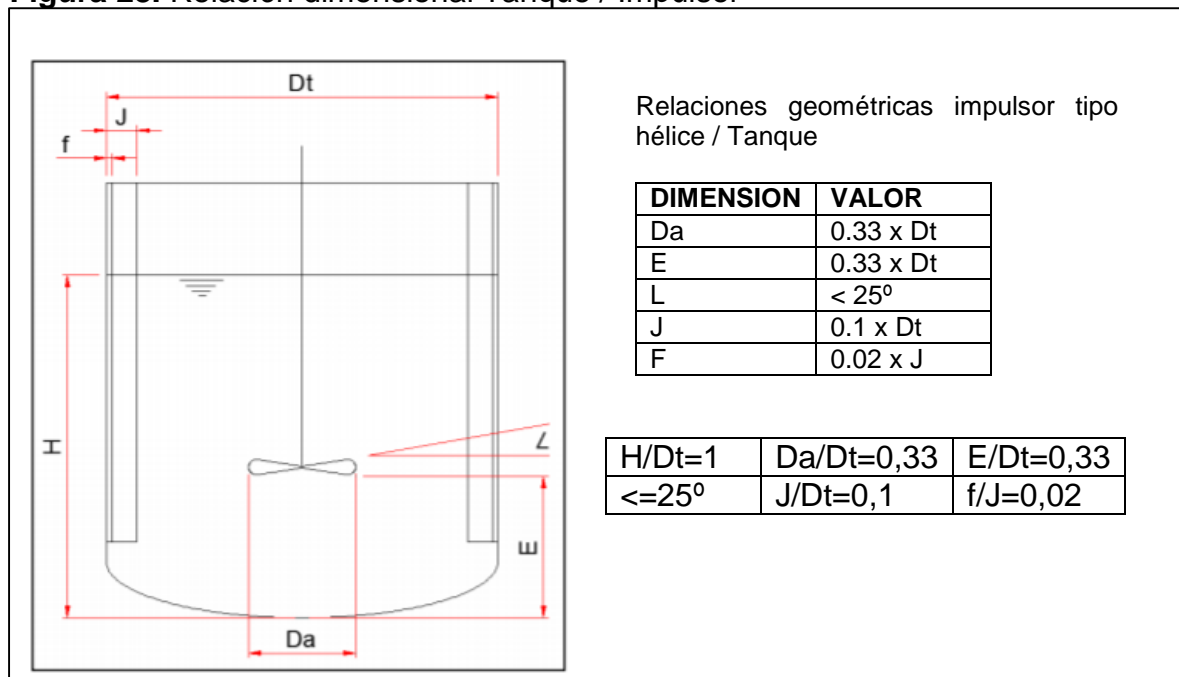 Figura 28. Relación dimensional Tanque / Impulsor
Dt
J
f
H
∠
E
Da
Relaciones geométricas impulsor tipo
hélice / Tanque
DIMENSION VALOR
Da 0.33 x Dt
E 0.33 x Dt
L < 25º
J 0.1 x Dt
F 0.02 x J
H/Dt=1 Da/Dt=0,33 E/Dt=0,33
<=25º J/Dt=0,1 f/J=0,02